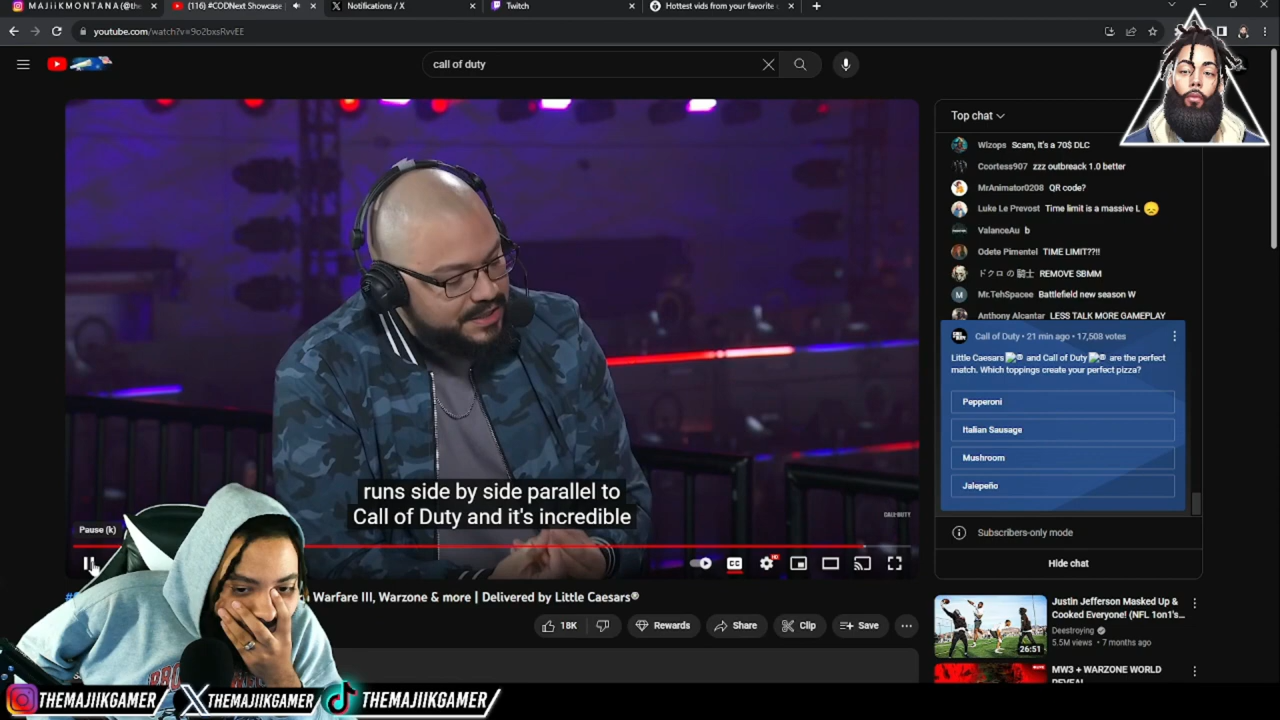 M A J i i K M O N T A N A (@the
(116) #CODNext Showcase
Notifications / X
Twitch
Hottest vids from your favorite
youtube.com/watch?v=9o2bxsRvvEE
call of duty
Top chat
Wizops Scam, it's a 70$ DLC
Ccortess907 zzz outbreack 1.0 better
MrAnimator0208 QR code?
Luke Le Prevost Time limit is a massive L
ValanceAu b
Odete Pimentel TIME LIMIT??!!
ドクロ の 騎士 REMOVE SBMM
M Mr.TehSpacee Battlefield new season W
Anthony Alcantar LESS TALK MORE GAMEPLAY
Call of Duty • 21 min ago • 17,508 votes
Little Caesars ® and Call of Duty ® are the perfect
match. Which toppings create your perfect pizza?
Pepperoni
Italian Sausage
Mushroom
Jalepeño
Subscribers-only mode
Hide chat
runs side by side parallel to
Call of Duty and it's incredible
CALL OF DUTY
Pause (k)
CC
HD
Warfare III, Warzone & more | Delivered by Little Caesars®
18K
Rewards
Share
Clip
Save
Justin Jefferson Masked Up &
Cooked Everyone! (NFL 1on1's...
Deestroying
5.5M views • 7 months ago
26:51
MW3 + WARZONE WORLD
REVEAL
THEMAJIIKGAMER
THEMAJIIKGAMER
THEMAJIIKGAMER